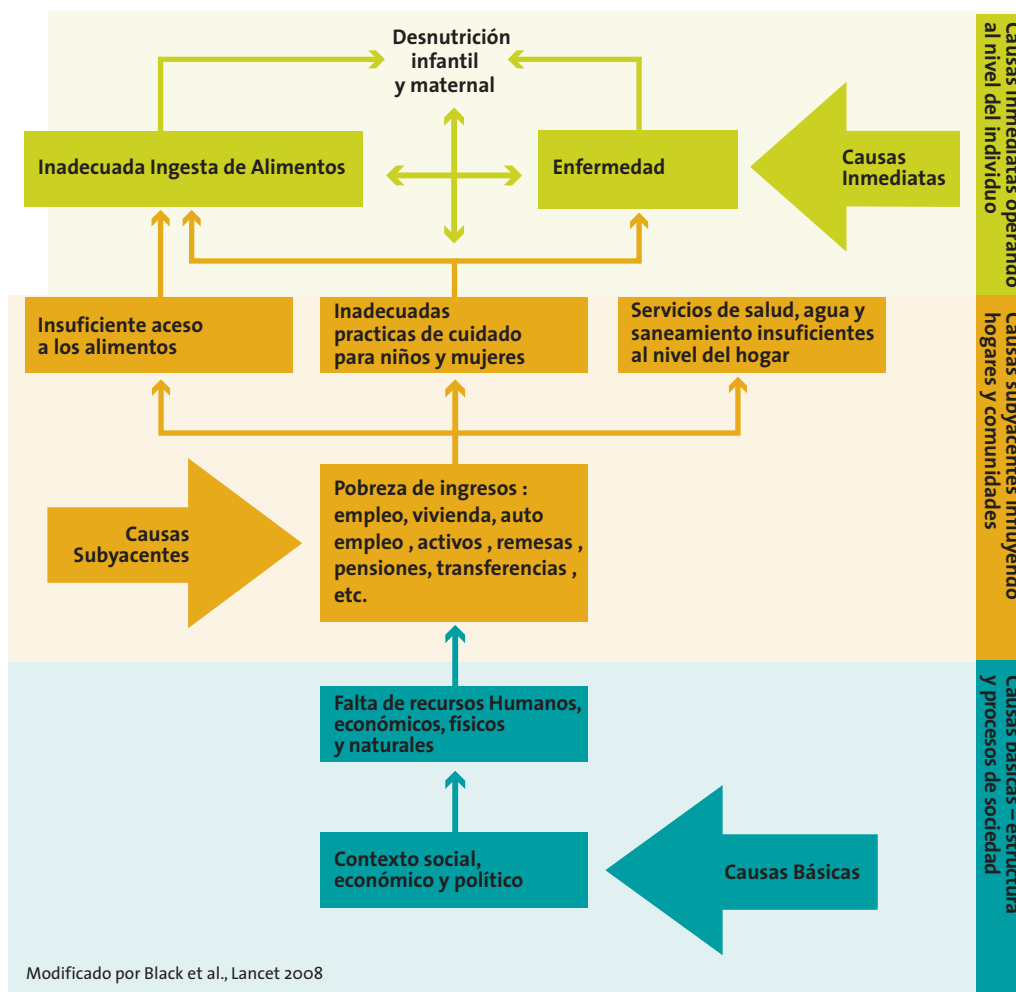 Desnutrición
infantil
y maternal
Inadecuada Ingesta de Alimentos
Enfermedad
Causas
Inmediatas
Causas inmediatas operando
al nivel del individuo
Insuficiente aceso
a los alimentos
Inadecuadas
practicas de cuidado
para niños y mujeres
Servicios de salud, agua y
saneamiento insuficientes
al nivel del hogar
Causas subyacentes influyendo
hogares y comunidades
Causas
Subyacentes
Pobreza de ingresos :
empleo, vivienda, auto
empleo , activos , remesas ,
pensiones, transferencias ,
etc.
Falta de recursos Humanos,
económicos, físicos
y naturales
Causas básicas – estructura
y procesos de sociedad
Contexto social,
económico y político
Causas Básicas
Modificado por Black et al., Lancet 2008